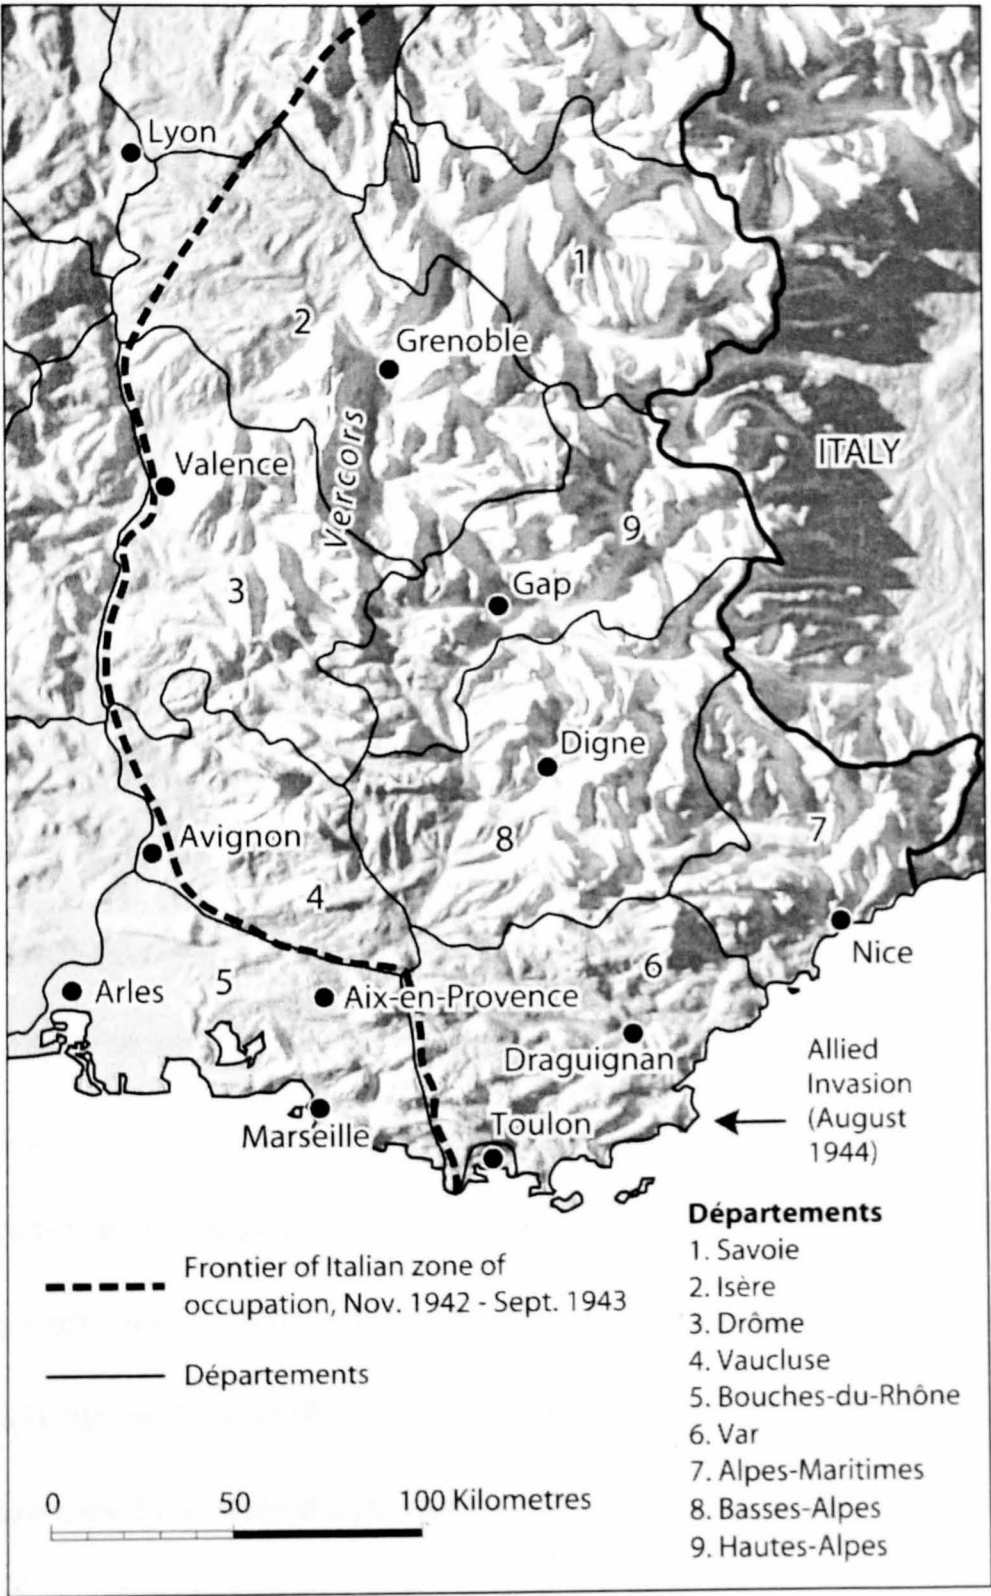 Lyon
1
2
Grenoble
ITALY
Vercors
Valence
9
Gap
3
Digne
Avignon
8
7
4
Nice
6
5
Arles
Aix-en-Provence
Draguignan
Allied
Invasion
(August
1944)
Marseille
Toulon
Frontier of Italian zone of
occupation, Nov. 1942 - Sept. 1943
Départements
0 50 100 Kilometres
Départements
1. Savoie
2. Isère
3. Drôme
4. Vaucluse
5. Bouches-du-Rhône
6. Var
7. Alpes-Maritimes
8. Basses-Alpes
9. Hautes-Alpes